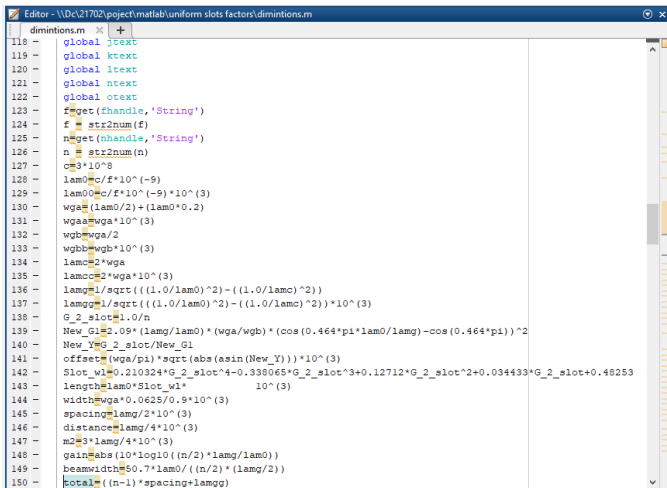 Editor - \\Dc\21702\poject\matlab\uniform slots factors\dimintions.m
dimintions.m × +
118 - global jtext
119 - global ktext
120 - global ltext
121 - global ntext
122 - global otext
123 - f=get(fhandle,'String')
124 - f = str2num(f)
125 - n=get(nhandle,'String')
126 - n = str2num(n)
127 - c=3*10^8
128 - lam0=c/f*10^(-9)
129 - lam00=c/f*10^(-9)*10^(3)
130 - wga=(lam0/2)+(lam0*0.2)
131 - wgaa=wga*10^(3)
132 - wgb=wga/2
133 - wgbb=wgb*10^(3)
134 - lamc=2*wga
135 - lamcc=2*wga*10^(3)
136 - lamg=1/sqrt(((1.0/lam0)^2)-((1.0/lamc)^2))
137 - lamgg=1/sqrt(((1.0/lam0)^2)-((1.0/lamc)^2))*10^(3)
138 - G_2_slot=1.0/n
139 - New_G1=2.09*(lamg/lam0)*(wga/wgb)*(cos(0.464*pi*lam0/lamg)-cos(0.464*pi))^2
140 - New_Y=G_2_slot/New_G1
141 - offset=(wga/pi)*sqrt(abs(asin(New_Y)))*10^(3)
142 - Slot_wl=0.210324*G_2_slot^4-0.338065*G_2_slot^3+0.12712*G_2_slot^2+0.034433*G_2_slot+0.48253
143 - length=lam0*Slot_wl* 10^(3)
144 - width=wga*0.0625/0.9*10^(3)
145 - spacing=lamg/2*10^(3)
146 - distance=lamg/4*10^(3)
147 - m2=3*lamg/4*10^(3)
148 - gain=abs(10*log10((n/2)*lamg/lam0))
149 - beamwidth=50.7*lam0/((n/2)*(lamg/2))
150 - total=((n-1)*spacing+lamgg)